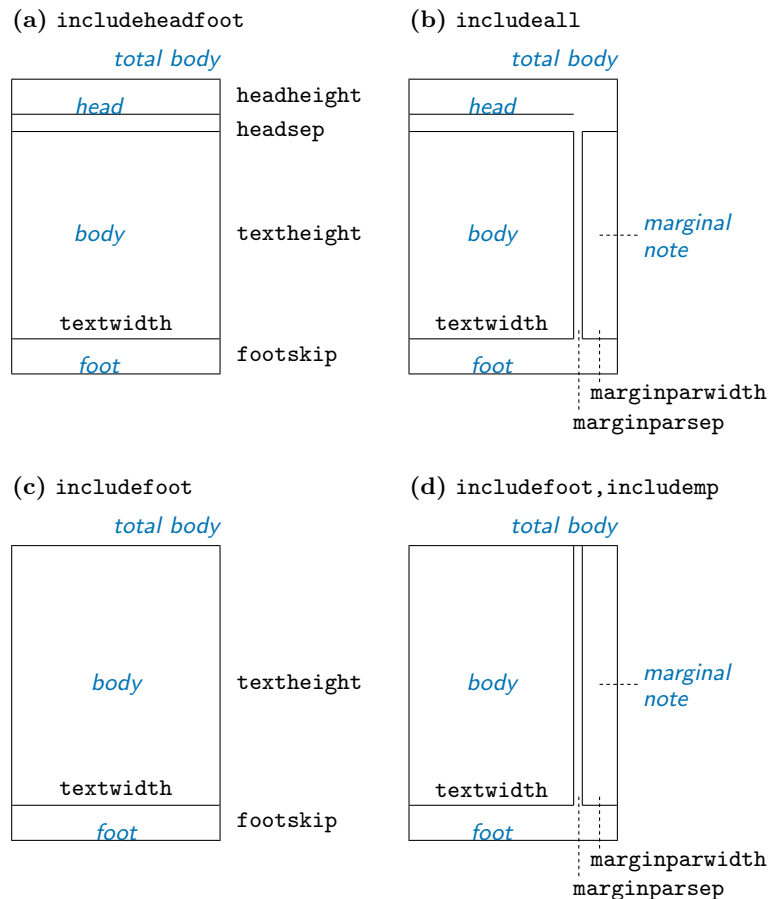 (a) includeheadfoot
total body
head
headheight
headsep
body
textheight
textwidth
foot
footskip
(b) includeall
total body
head
body
marginal
note
textwidth
foot
marginparwidth
marginparsep
(c) includefoot
total body
body
textheight
textwidth
foot
footskip
(d) includefoot,includemp
total body
body
marginal
note
textwidth
foot
marginparwidth
marginparsep